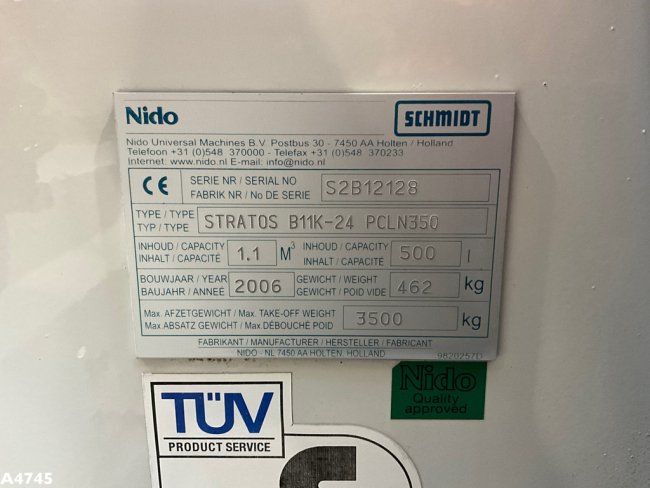 Nido
SCHMIDT
Nido Universal Machines B.V. Postbus 30 - 7450 AA Holten / Holland
Telefoon +31 (0)548 370000 - Telefax +31 (0)548 370233
Internet: www.nido.nl E-mail: info@nido.nl
CE
SERIE NR / SERIAL NO
FABRIK NR / No DE SERIE
S2B12128
TYPE / TYPE
TYP / TYPE
STRATOS B11K-24 PCLN350
INHOUD / CAPACITY
INHALT / CAPACITÉ
1.1 M3
INHOUD / CAPACITY
INHALT / CAPACITÉ
500 l
BOUWJAAR / YEAR
BAUJAHR / ANNEÉ
2006
GEWICHT / WEIGHT
GEWICHT / POID VIDE
462 kg
Max. AFZETGEWICHT / Max. TAKE-OFF WEIGHT
Max. ABSATZ GEWICHT / Max. DÉBOUCHÉ POID
3500 kg
FABRIKANT / MANUFACTURER / HERSTELLER / FABRICANT
NIDO - NL 7450 AA HOLTEN, HOLLAND
9820257D
Nido
Quality
approved
TÜV
PRODUCT SERVICE
A4745